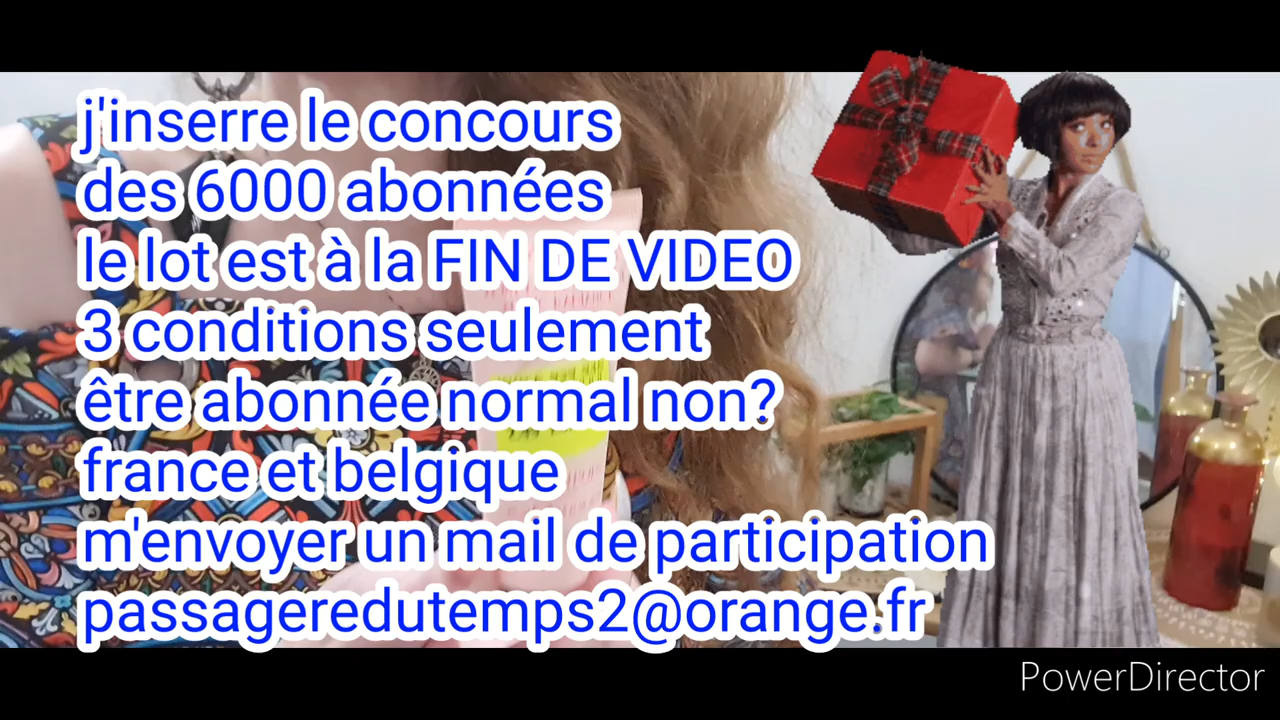 j'inserre le concours
des 6000 abonnées
le lot est à la FIN DE VIDEO
3 conditions seulement
être abonnée normal non?
france et belgique
m'envoyer un mail de participation
passageredutemps2@orange.fr
PowerDirector